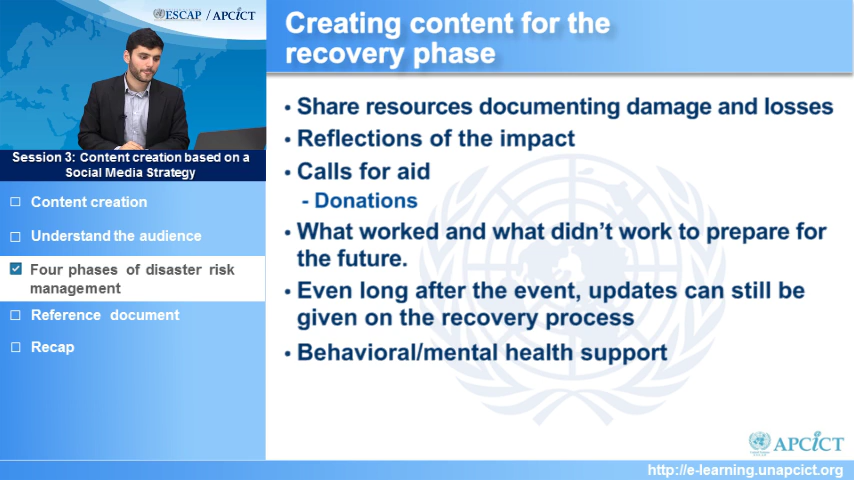 ESCAP / APCICT
Session 3: Content creation based on a
Social Media Strategy
☐ Content creation
☐ Understand the audience
☑ Four phases of disaster risk
management
☐ Reference document
☐ Recap
Creating content for the
recovery phase
• Share resources documenting damage and losses
• Reflections of the impact
• Calls for aid
- Donations
• What worked and what didn't work to prepare for
the future.
• Even long after the event, updates can still be
given on the recovery process
• Behavioral/mental health support
APCICT
http://e-learning.unapcict.org